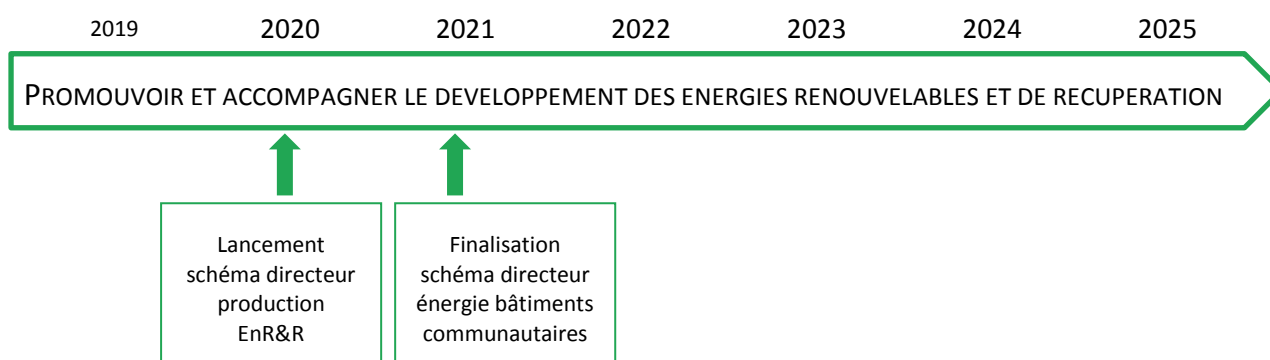 2019 2020 2021 2022 2023 2024 2025
PROMOUVOIR ET ACCOMPAGNER LE DEVELOPPEMENT DES ENERGIES RENOUVELABLES ET DE RECUPERATION
Lancement
schéma directeur
production
EnR&R
Finalisation
schéma directeur
énergie bâtiments
communautaires